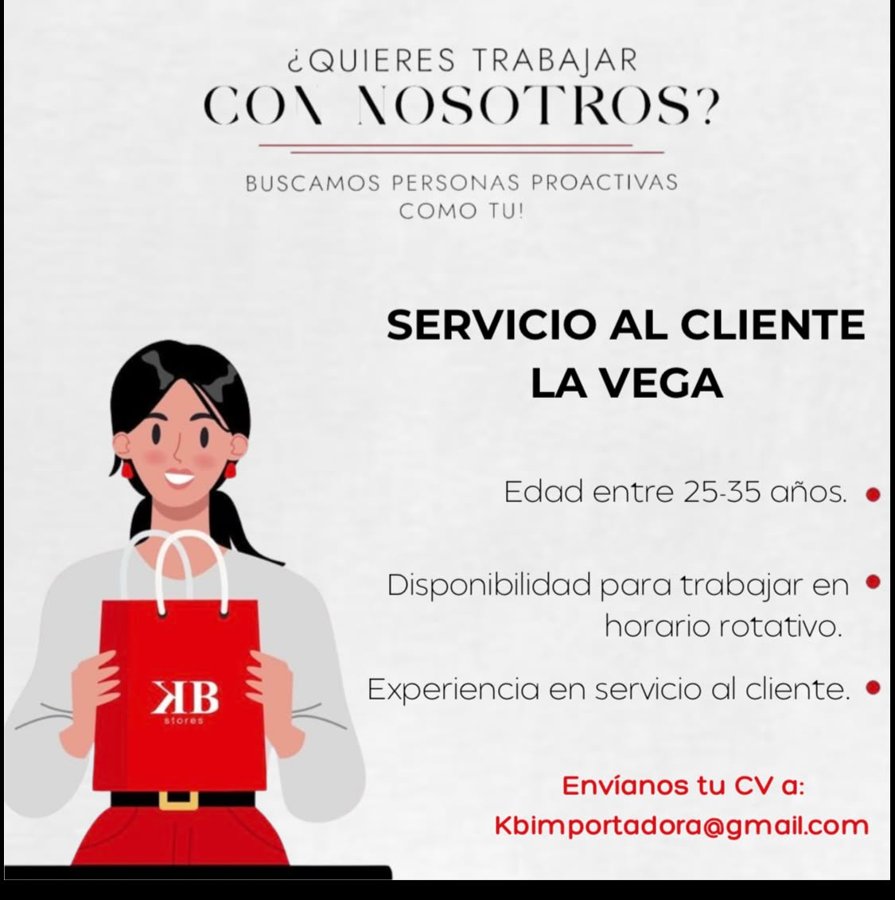 ¿QUIERES TRABAJAR
CON NOSOTROS?
BUSCAMOS PERSONAS PROACTIVAS
COMO TU!
SERVICIO AL CLIENTE
LA VEGA
Edad entre 25-35 años.
Disponibilidad para trabajar en
horario rotativo.
Experiencia en servicio al cliente.
KB
stores
Envíanos tu CV a:
Kbimportadora@gmail.com